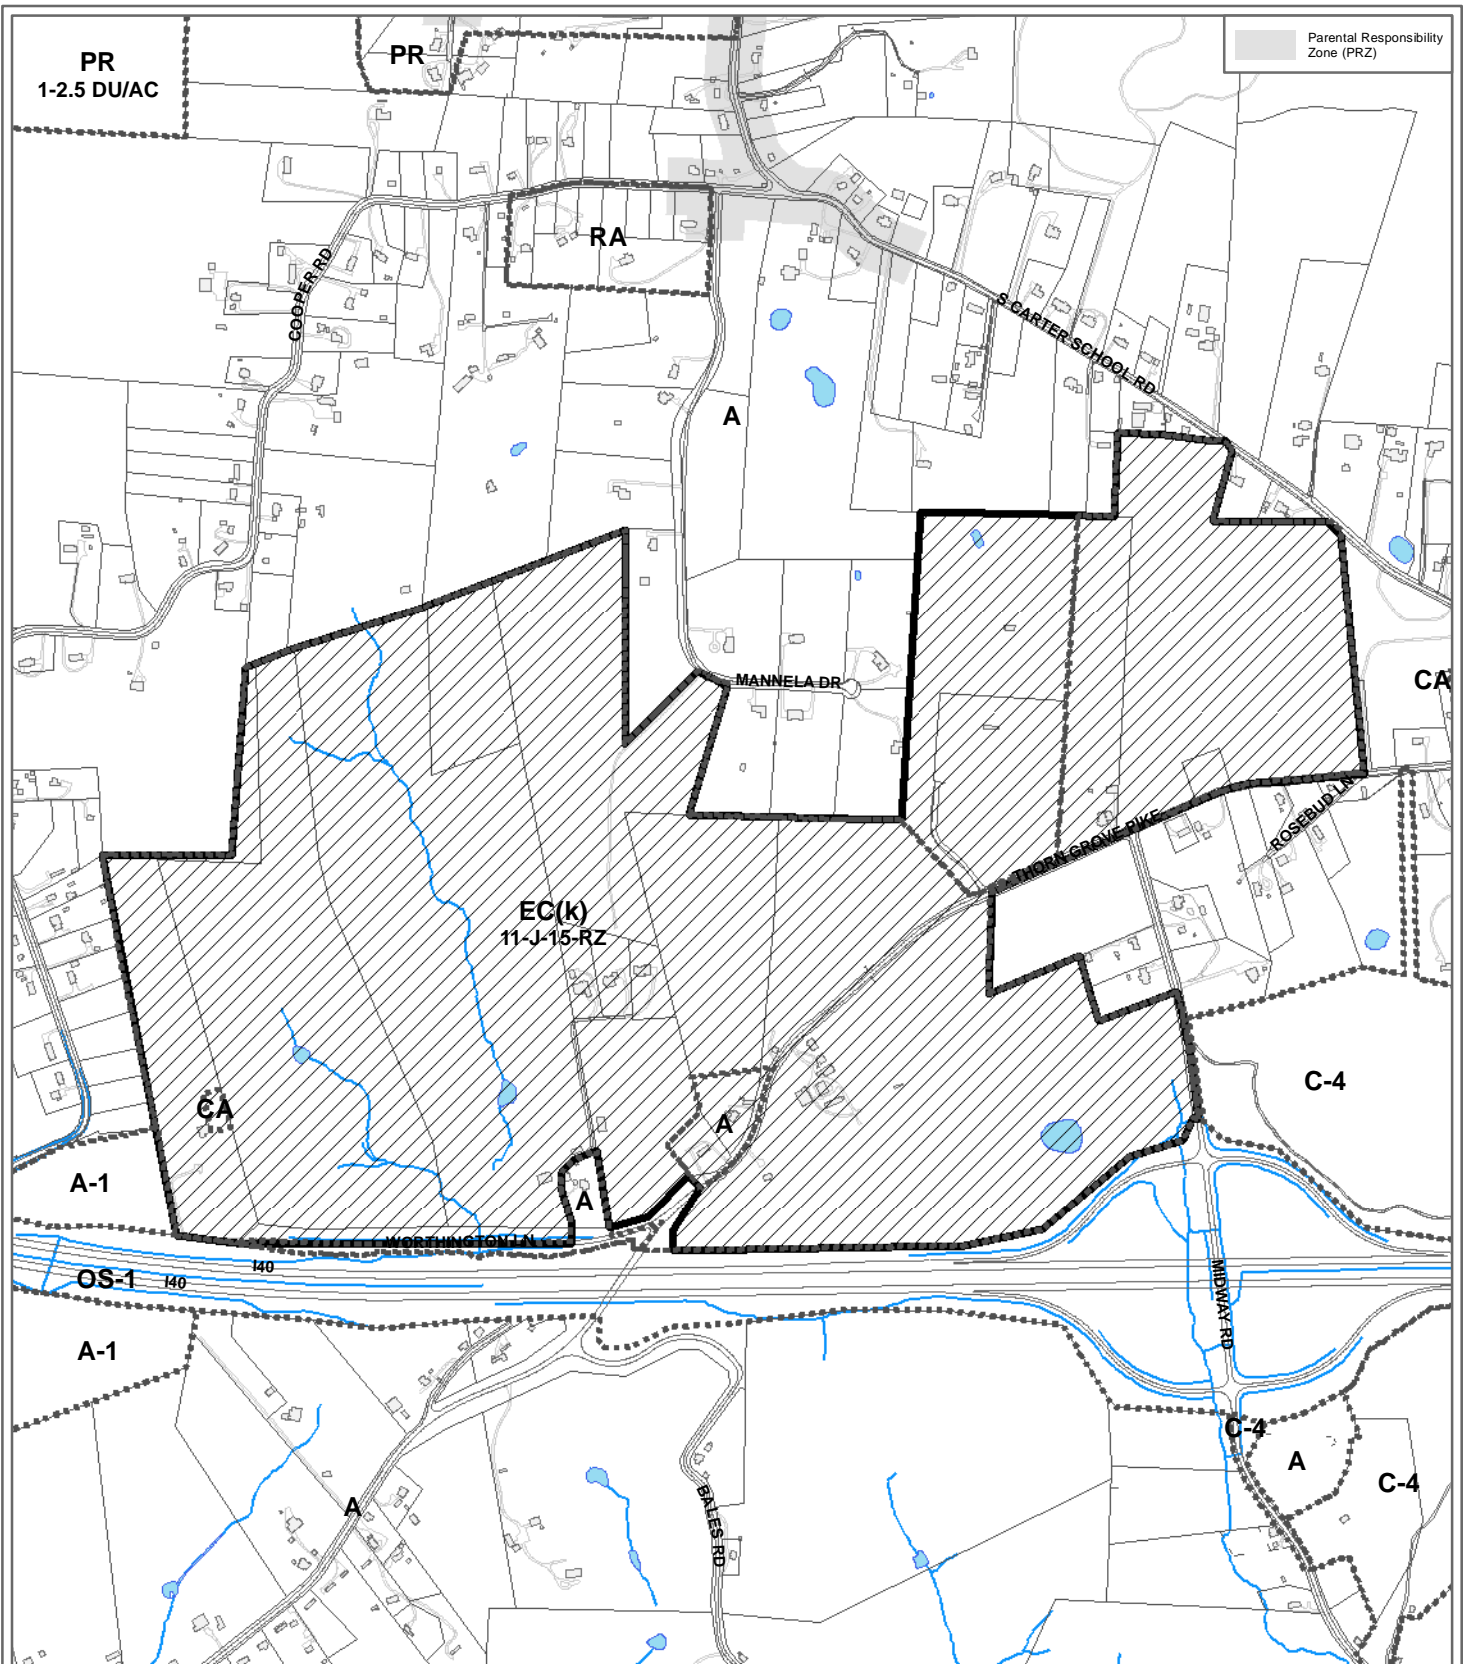 PR
1-2.5 DU/AC
PR
Parental Responsibility
Zone (PRZ)
RA
COOPER RD
S CARTER SCHOOL RD
A
MANNELA DR
CA
THORN GROVE PIKE
ROSEBUD LN
EC(k)
11-J-15-RZ
C-4
CA
A
A-1
A
WORTHINGTON LN
I40
OS-1
I40
MIDWAY RD
A-1
C-4
A
C-4
A
BALES RD